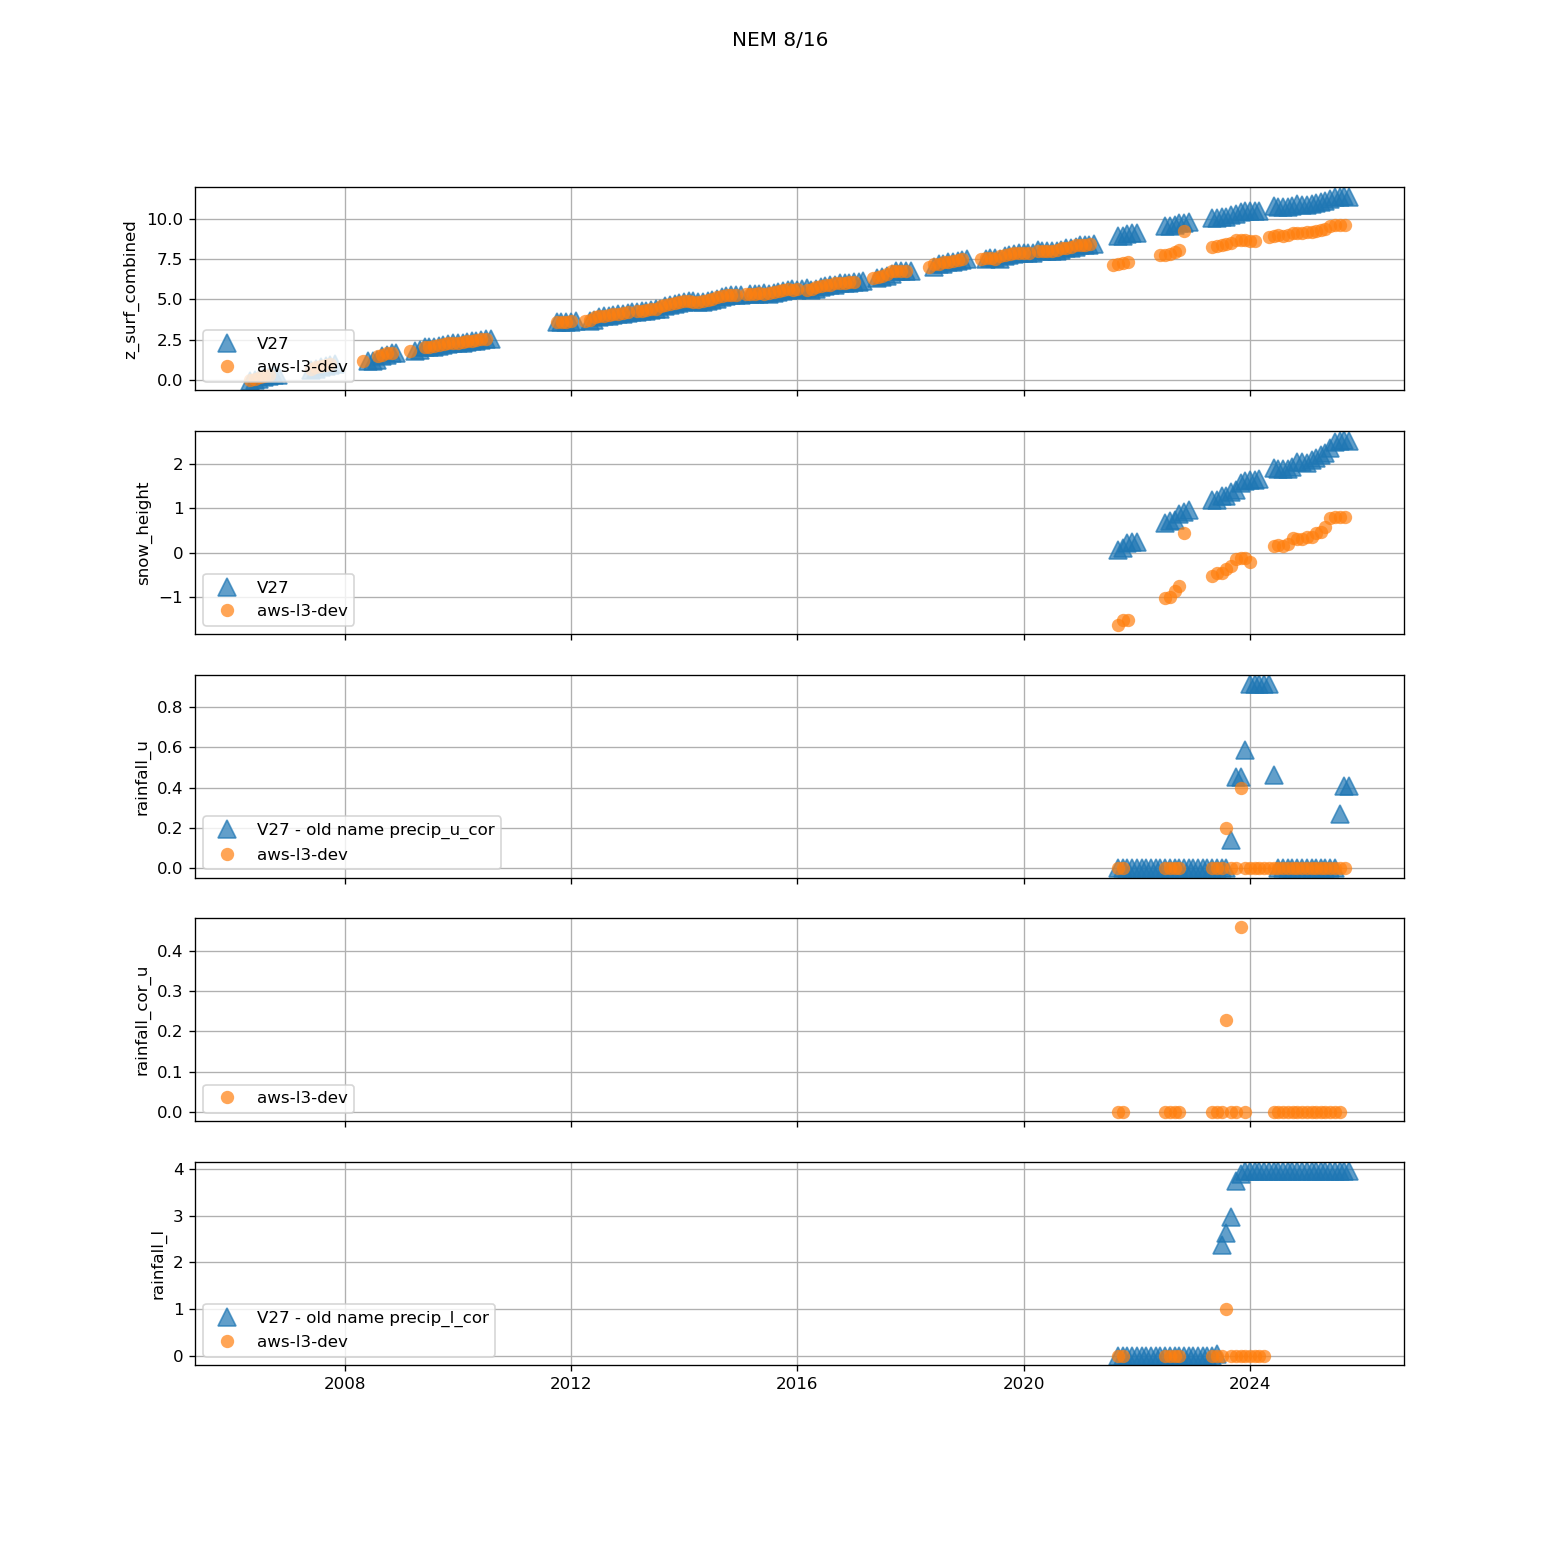 NEM 8/16
z_surf_combined
10.0
7.5
5.0
2.5
0.0
V27
aws-l3-dev
snow_height
2
1
0
−1
V27
aws-l3-dev
rainfall_u
0.8
0.6
0.4
0.2
0.0
V27 - old name precip_u_cor
aws-l3-dev
rainfall_cor_u
0.4
0.3
0.2
0.1
0.0
aws-l3-dev
rainfall_l
4
3
2
1
0
V27 - old name precip_l_cor
aws-l3-dev
2008 2012 2016 2020 2024